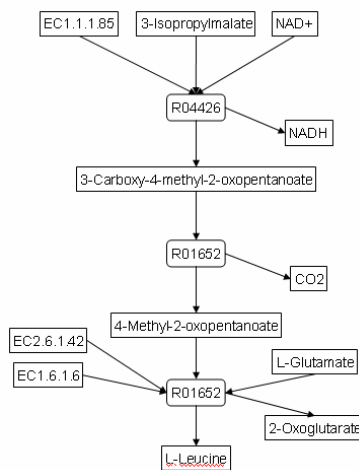 EC1.1.1.85
3-Isopropylmalate
NAD+
R04426
NADH
3-Carboxy-4-methyl-2-oxopentanoate
R01652
CO2
4-Methyl-2-oxopentanoate
EC2.6.1.42
L-Glutamate
EC1.6.1.6
R01652
2-Oxoglutarate
L-Leucine